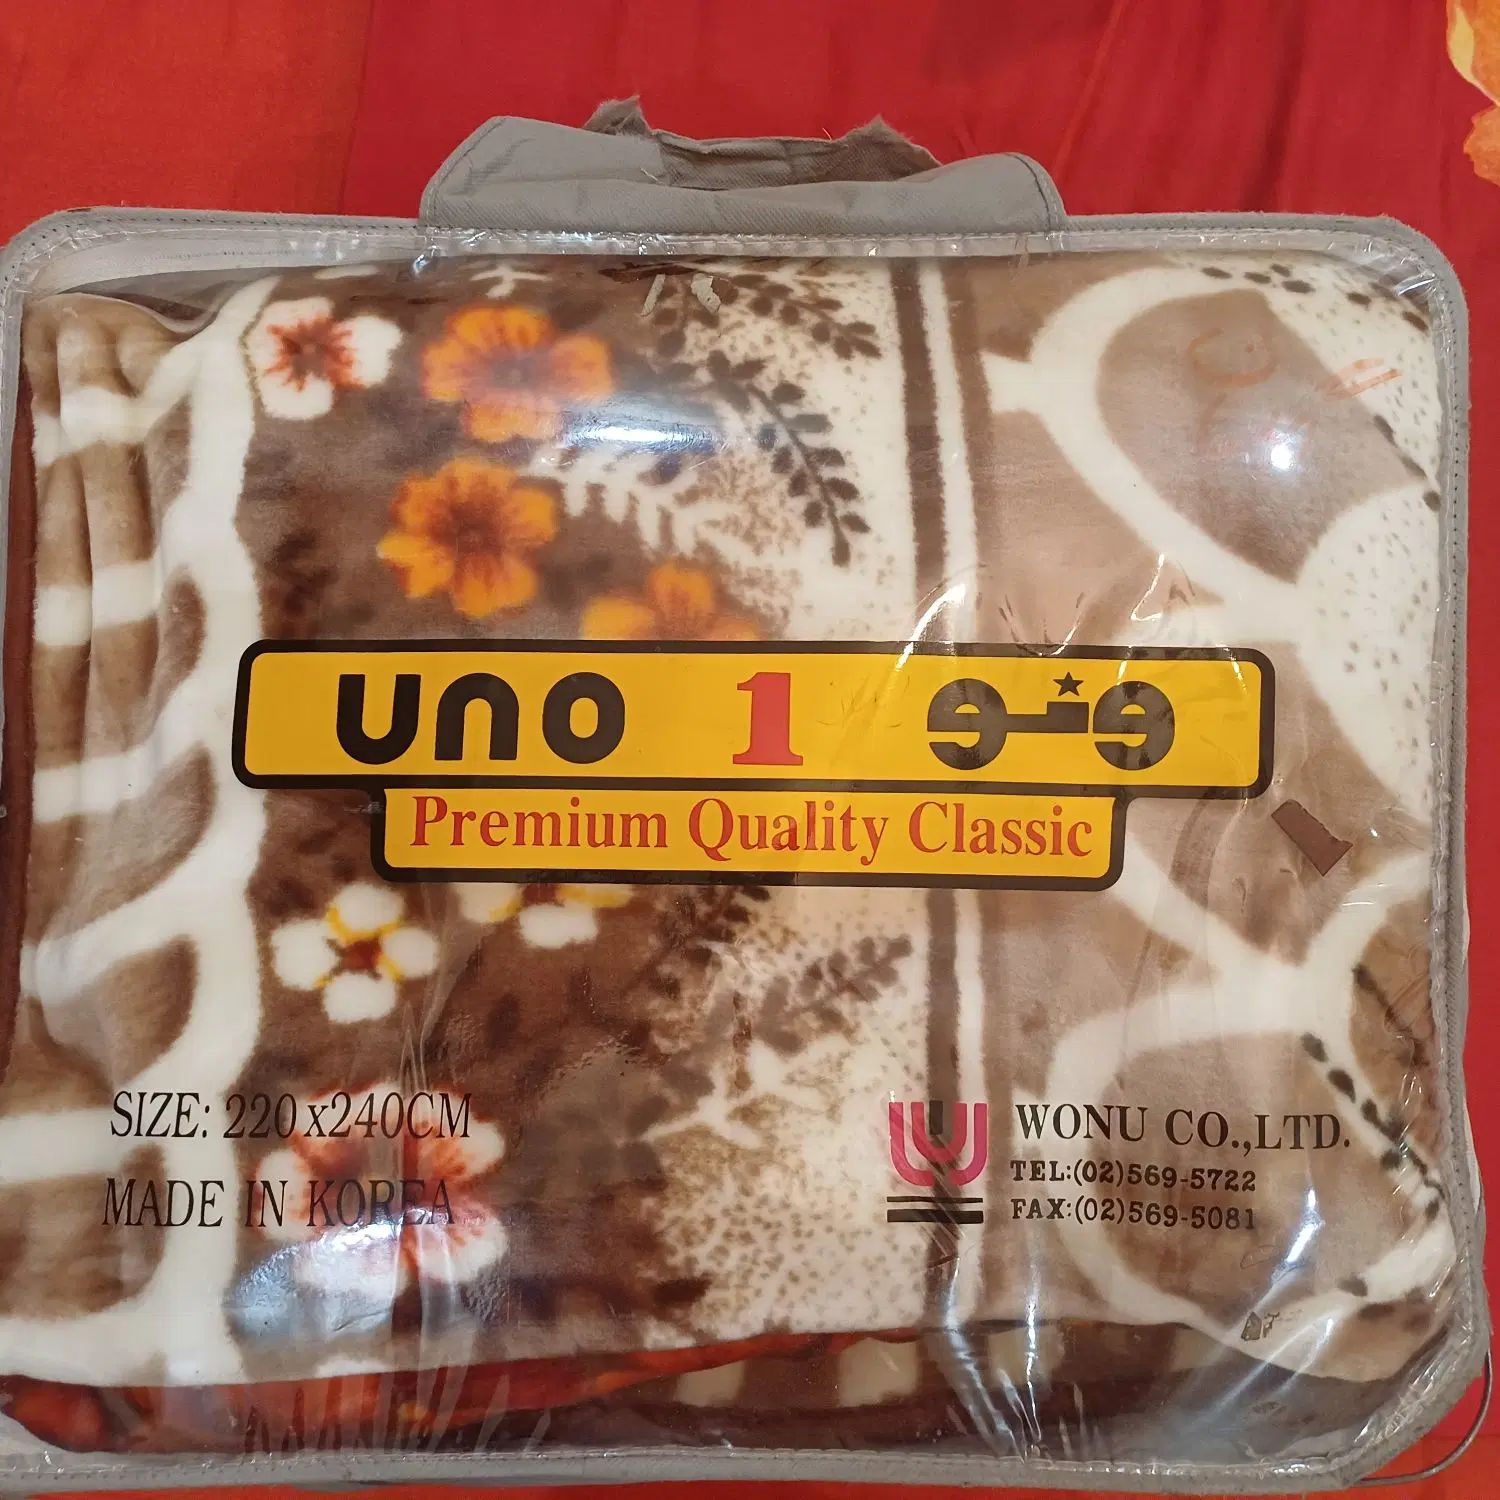 uno 1 ونو
Premium Quality Classic
SIZE: 220x240CM
MADE IN KOREA
WONU CO.,LTD.
TEL:(02)569-5722
FAX:(02)569-5081